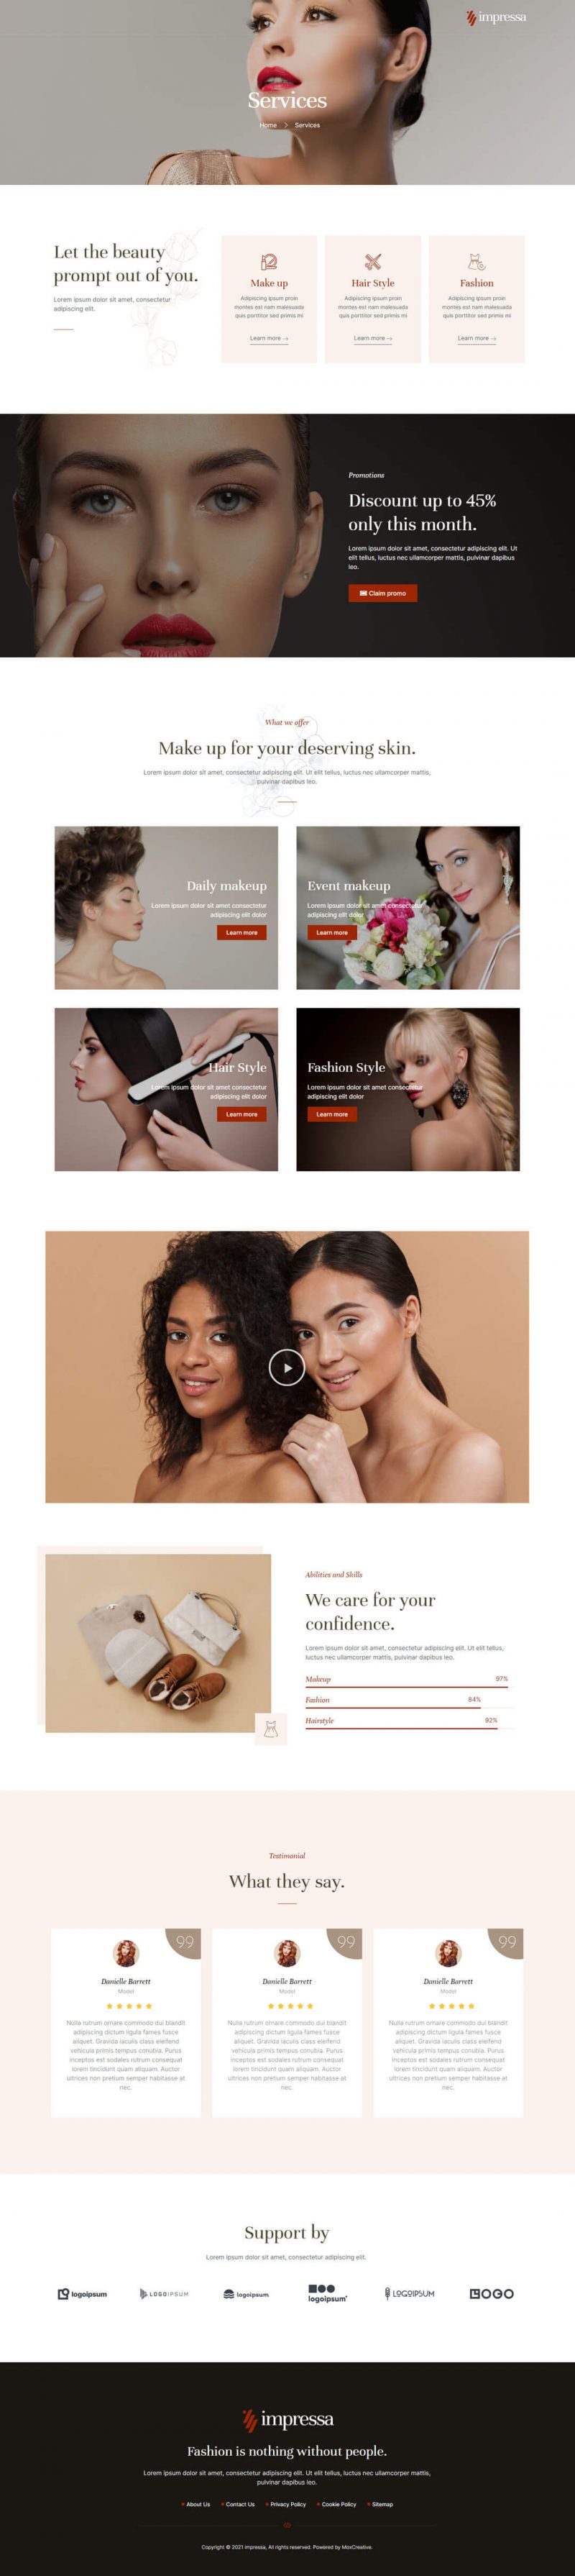 impressa
Services
Home > Services
Let the beauty
prompt out of you.
Lorem ipsum dolor sit amet, consectetur
adipiscing elit.
Make up
Adipiscing ipsum proin
montes est nam malesuada
quis porttitor sed primis mi
Learn more →
Hair Style
Adipiscing ipsum proin
montes est nam malesuada
quis porttitor sed primis mi
Learn more →
Fashion
Adipiscing ipsum proin
montes est nam malesuada
quis porttitor sed primis mi
Learn more →
Promotions
Discount up to 45%
only this month.
Lorem ipsum dolor sit amet, consectetur adipiscing elit. Ut
elit tellus, luctus nec ullamcorper mattis, pulvinar dapibus
leo.
Claim promo
What we offer
Make up for your deserving skin.
Lorem ipsum dolor sit amet, consectetur adipiscing elit. Ut elit tellus, luctus nec ullamcorper mattis,
pulvinar dapibus leo.
Daily makeup
Lorem ipsum dolor sit amet consectetur
adipiscing elit dolor
Learn more
Event makeup
Lorem ipsum dolor sit amet consectetur
adipiscing elit dolor
Learn more
Hair Style
Lorem ipsum dolor sit amet consectetur
adipiscing elit dolor
Learn more
Fashion Style
Lorem ipsum dolor sit amet consectetur
adipiscing elit dolor
Learn more
Abilities and Skills
We care for your
confidence.
Lorem ipsum dolor sit amet, consectetur adipiscing elit. Ut elit tellus,
luctus nec ullamcorper mattis, pulvinar dapibus leo.
Makeup 97%
Fashion 84%
Hairstyle 92%
Testimonial
What they say.
99
Danielle Barrett
Model
Nulla rutrum ornare commodo dui blandit
adipiscing dictum ligula fames fusce
aliquet. Gravida iaculis class eleifend
vehicula primis tempus conubia. Purus
inceptos est sodales rutrum consequat
lorem tincidunt quam aliquam. Auctor
ultrices non pretium semper habitasse at
nec.
99
Danielle Barrett
Model
Nulla rutrum ornare commodo dui blandit
adipiscing dictum ligula fames fusce
aliquet. Gravida iaculis class eleifend
vehicula primis tempus conubia. Purus
inceptos est sodales rutrum consequat
lorem tincidunt quam aliquam. Auctor
ultrices non pretium semper habitasse at
nec.
99
Danielle Barrett
Model
Nulla rutrum ornare commodo dui blandit
adipiscing dictum ligula fames fusce
aliquet. Gravida iaculis class eleifend
vehicula primis tempus conubia. Purus
inceptos est sodales rutrum consequat
lorem tincidunt quam aliquam. Auctor
ultrices non pretium semper habitasse at
nec.
Support by
Lorem ipsum dolor sit amet, consectetur adipiscing elit.
logoipsum
LOGOIPSUM
logoipsum
logoipsum
LOGOIPSUM
LOGO
impressa
Fashion is nothing without people.
Lorem ipsum dolor sit amet, consectetur adipiscing elit. Ut elit tellus, luctus nec ullamcorper mattis,
pulvinar dapibus leo.
About Us Contact Us Privacy Policy Cookie Policy Sitemap
Copyright © 2021 impressa, All rights reserved. Powered by MoxCreative.